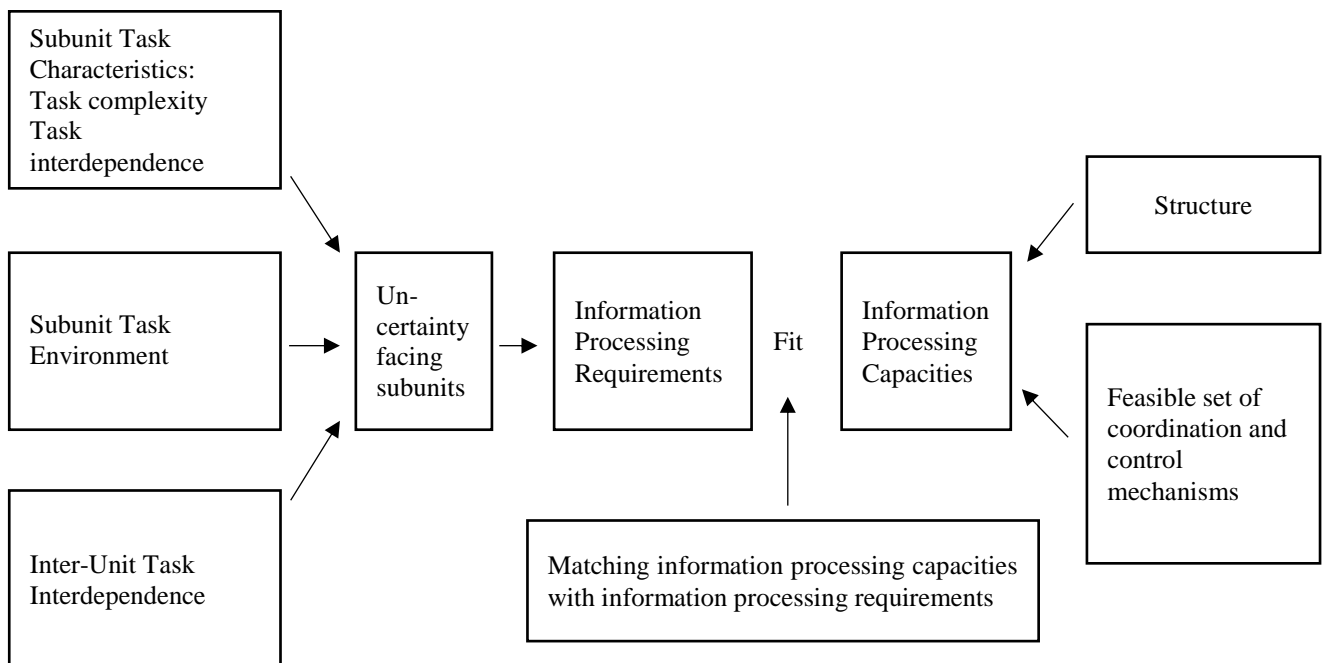 Subunit Task
Characteristics:
Task complexity
Task
interdependence
Subunit Task
Environment
Inter-Unit Task
Interdependence
Un-
certainty
facing
subunits
Information
Processing
Requirements
Fit
Information
Processing
Capacities
Structure
Feasible set of
coordination and
control
mechanisms
Matching information processing capacities
with information processing requirements